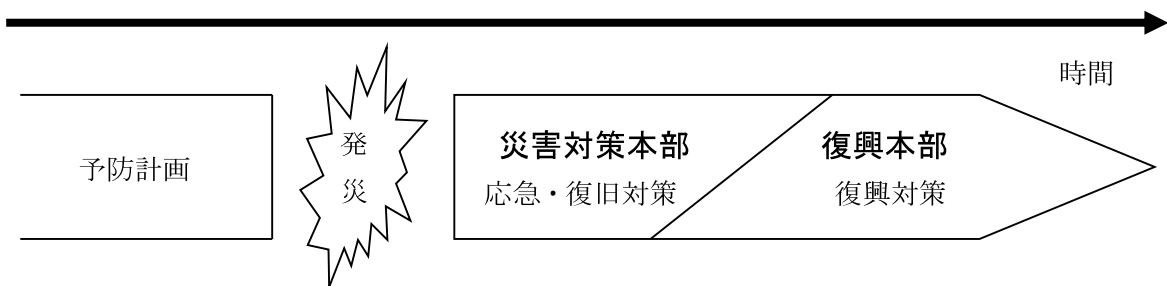 時間
予防計画
発
災
災害対策本部
応急・復旧対策
復興本部
復興対策